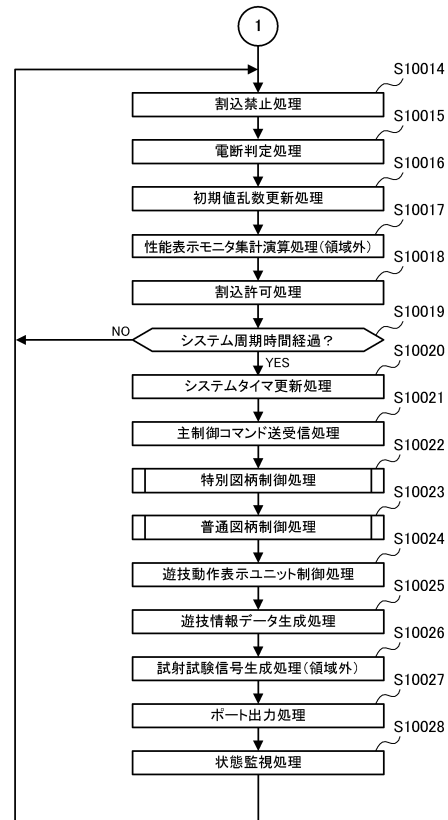 1
S10014
割込禁止処理
S10015
電断判定処理
S10016
初期値乱数更新処理
S10017
性能表示モニタ集計演算処理(領域外)
S10018
割込許可処理
S10019
NO
システム周期時間経過?
YES
S10020
システムタイマ更新処理
S10021
主制御コマンド送受信処理
S10022
特別図柄制御処理
S10023
普通図柄制御処理
S10024
遊技動作表示ユニット制御処理
S10025
遊技情報データ生成処理
S10026
試射試験信号生成処理(領域外)
S10027
ポート出力処理
S10028
状態監視処理